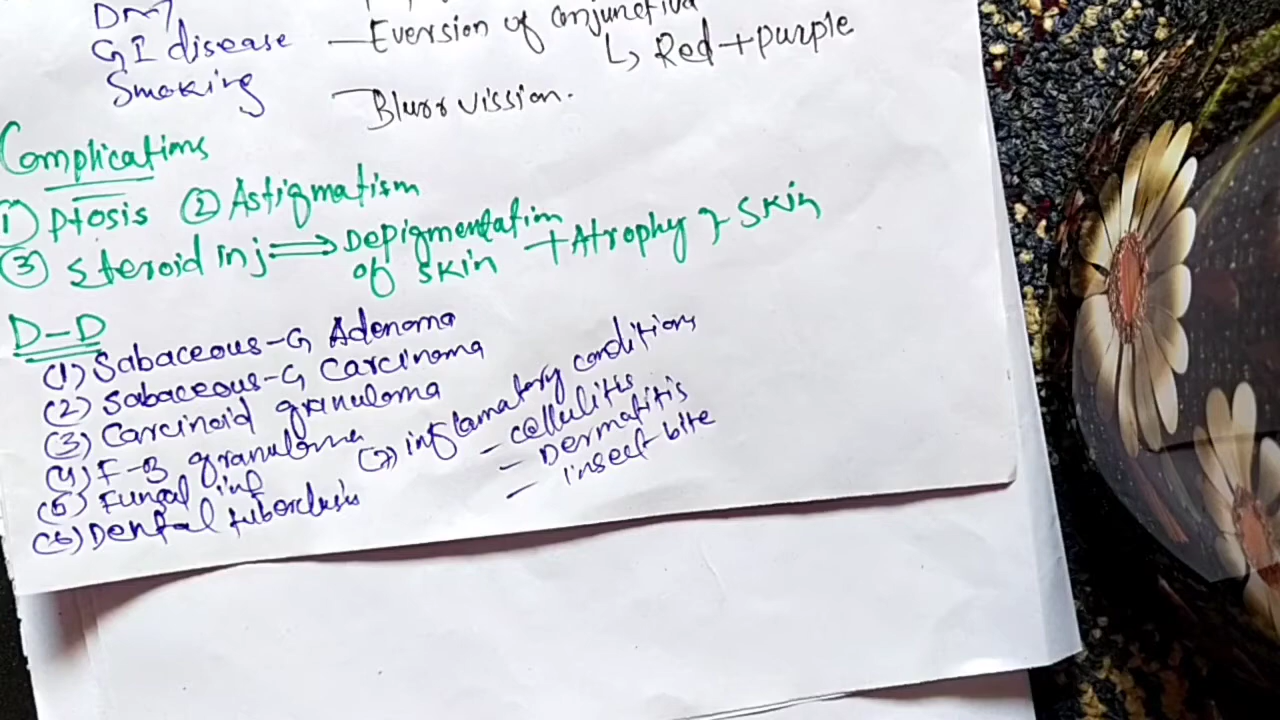 DM
GI disease
Smoking
— Eversion of conjunctiva
↳ Red + purple
— Blurr vission.
Complications
① Ptosis ② Astigmatism
③ Steroid inj ⟹ Depigmentation of skin + Atrophy of skin
D-D
(1) Sabaceous-G Adenoma
(2) Sabaceous-G Carcinoma
(3) Carcinoid granuloma
(4) F-B granuloma
(5) Fungal inf
(6) Dental tuberclusis
(7) inflamatory conditions
– cellulitis
– Dermatitis
– insect bite